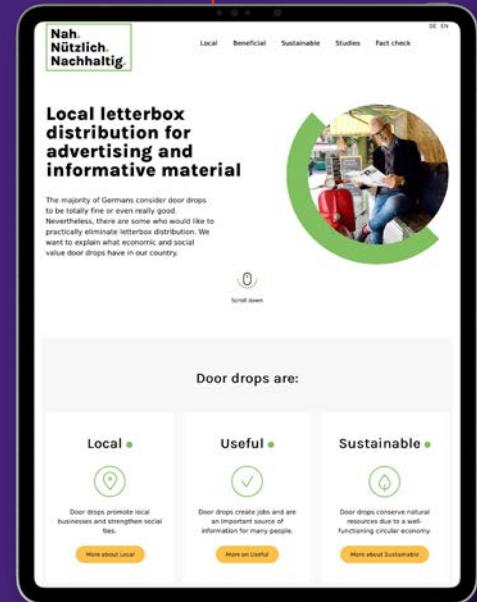 DE EN
Nah.
Nützlich.
Nachhaltig.
Local Beneficial Sustainable Studies Fact check
Local letterbox
distribution for
advertising and
informative material
The majority of Germans consider door drops
to be totally fine or even really good.
Nevertheless, there are some who would like to
practically eliminate letterbox distribution. We
want to explain what economic and social
value door drops have in our country.
Scroll down
Door drops are:
Local
Door drops promote local
businesses and strengthen social
ties.
More about Local
Useful
Door drops create jobs and are
an important source of
information for many people.
More on Useful
Sustainable
Door drops conserve natural
resources due to a well-
functioning circular economy.
More about Sustainable